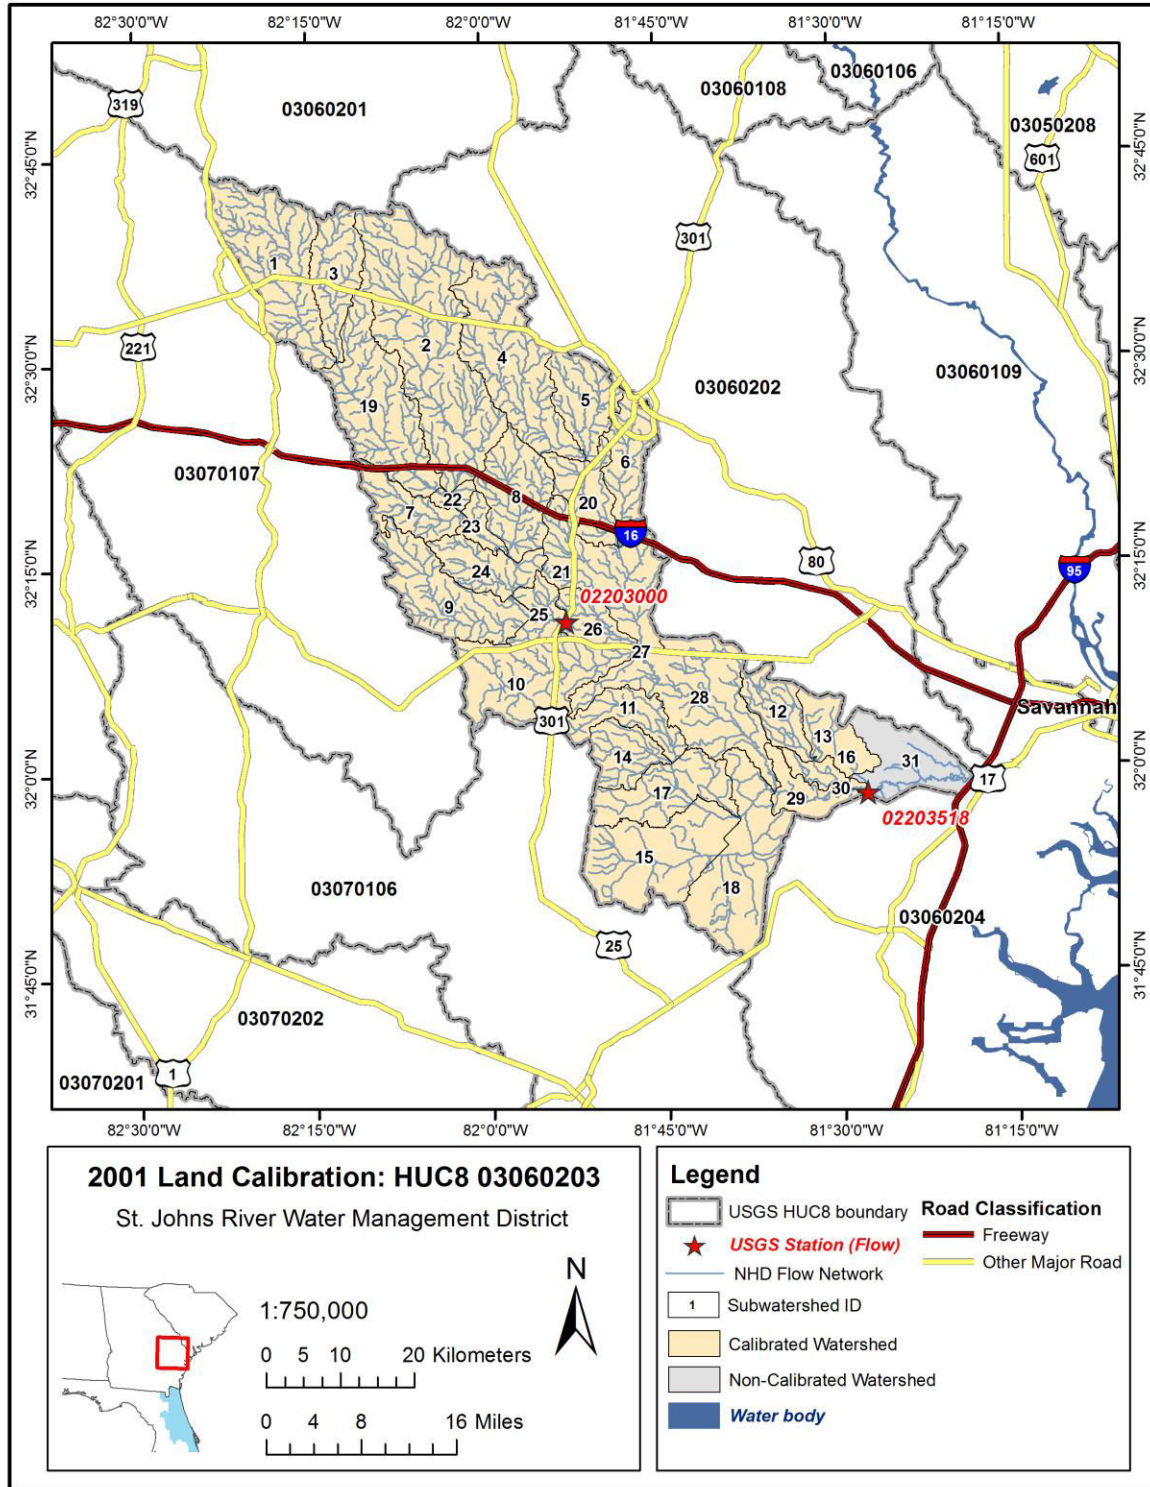 82°30'0"W 82°15'0"W 82°0'0"W 81°45'0"W 81°30'0"W 81°15'0"W
03060106
03060108
319
03060201
03050208
32°45'0"N
32°45'0"N
601
301
1
3
2
4
221
32°30'0"N
32°30'0"N
03060109
03060202
5
19
6
03070107
22
8
20
7
23
16
32°15'0"N
32°15'0"N
80
95
24
21
02203000
9
25
26
27
10
28
11
12
Savannah
301
13
14
16
31
17
32°0'0"N
32°0'0"N
17
29
30
02203518
15
03070106
18
03060204
25
31°45'0"N
31°45'0"N
03070202
03070201
1
82°30'0"W 82°15'0"W 82°0'0"W 81°45'0"W 81°30'0"W 81°15'0"W
2001 Land Calibration: HUC8 03060203
St. Johns River Water Management District
N
1:750,000
0 5 10 20 Kilometers
0 4 8 16 Miles
Legend
USGS HUC8 boundary
USGS Station (Flow)
NHD Flow Network
1 Subwatershed ID
Calibrated Watershed
Non-Calibrated Watershed
Water body
Road Classification
Freeway
Other Major Road